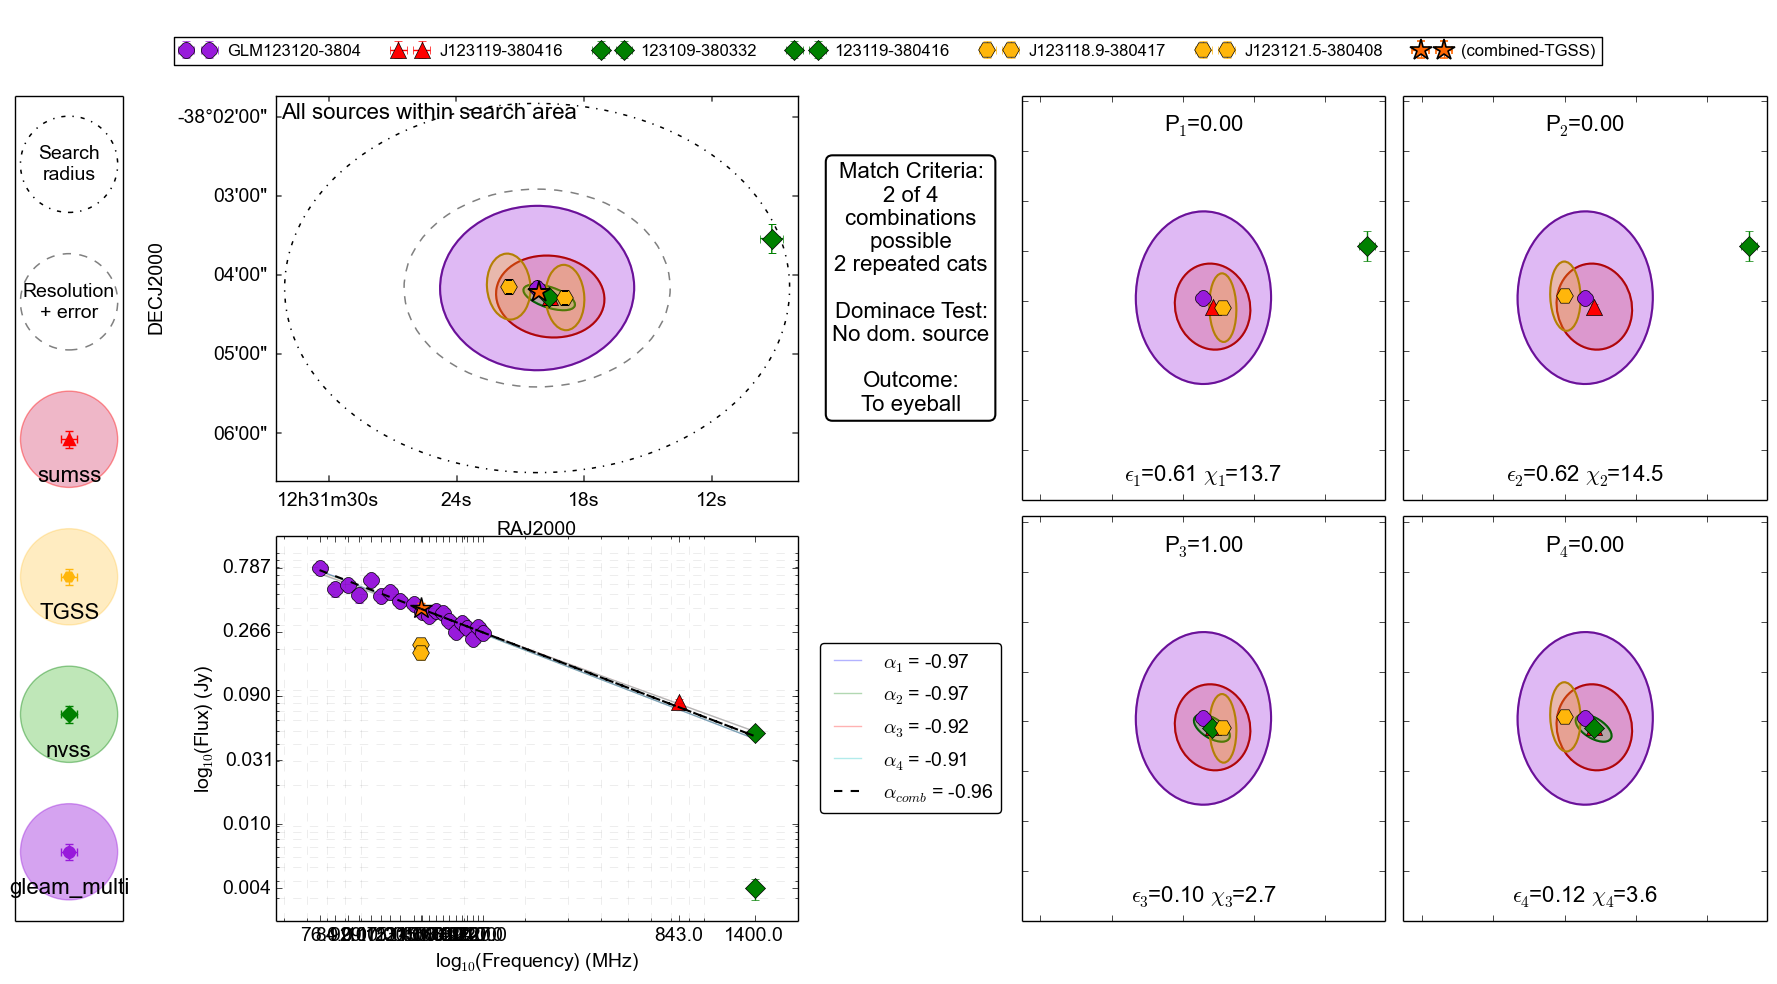 GLM123120-3804 J123119-380416 123109-380332 123119-380416 J123118.9-380417 J123121.5-380408 (combined-TGSS)
Search
radius
Resolution
+ error
sumss
TGSS
nvss
gleam_multi
All sources within search area
-38°02'00"
03'00"
04'00"
05'00"
06'00"
DECJ2000
12h31m30s 24s 18s 12s
RAJ2000
Match Criteria:
2 of 4
combinations
possible
2 repeated cats
Dominace Test:
No dom. source
Outcome:
To eyeball
P1=0.00
ϵ1=0.61 χ1=13.7
P2=0.00
ϵ2=0.62 χ2=14.5
0.787
0.266
0.090
0.031
0.010
0.004
log10(Flux) (Jy)
843.0 1400.0
log10(Frequency) (MHz)
α1 = -0.97
α2 = -0.97
α3 = -0.92
α4 = -0.91
αcomb = -0.96
P3=1.00
ϵ3=0.10 χ3=2.7
P4=0.00
ϵ4=0.12 χ4=3.6